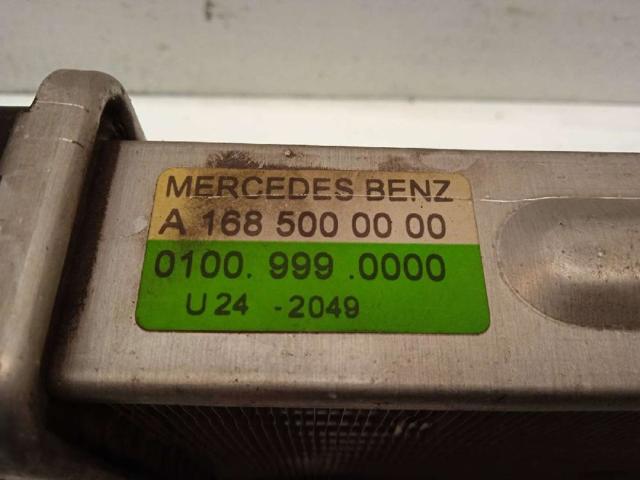 MERCEDES BENZ
A 168 500 00 00
0100. 999 .0000
U 24 - 2049